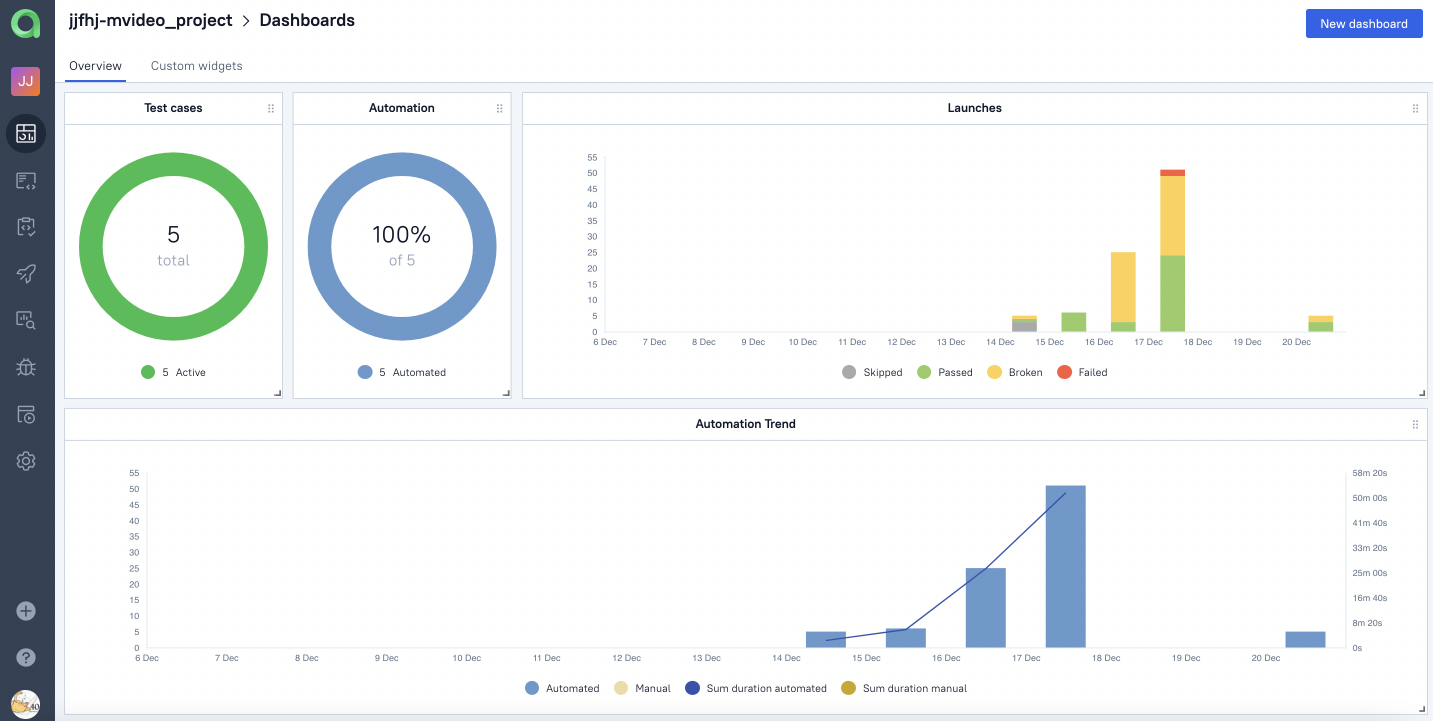 jjfhj-mvideo_project > Dashboards
New dashboard
Overview Custom widgets
JJ
Test cases
5
total
5 Active
Automation
100%
of 5
5 Automated
Launches
55
50
45
40
35
30
25
20
15
10
5
0
6 Dec 7 Dec 8 Dec 9 Dec 10 Dec 11 Dec 12 Dec 13 Dec 14 Dec 15 Dec 16 Dec 17 Dec 18 Dec 19 Dec 20 Dec
Skipped Passed Broken Failed
Automation Trend
55
50
45
40
35
30
25
20
15
10
5
0
58m 20s
50m 00s
41m 40s
33m 20s
25m 00s
16m 40s
8m 20s
0s
6 Dec 7 Dec 8 Dec 9 Dec 10 Dec 11 Dec 12 Dec 13 Dec 14 Dec 15 Dec 16 Dec 17 Dec 18 Dec 19 Dec 20 Dec
Automated Manual Sum duration automated Sum duration manual